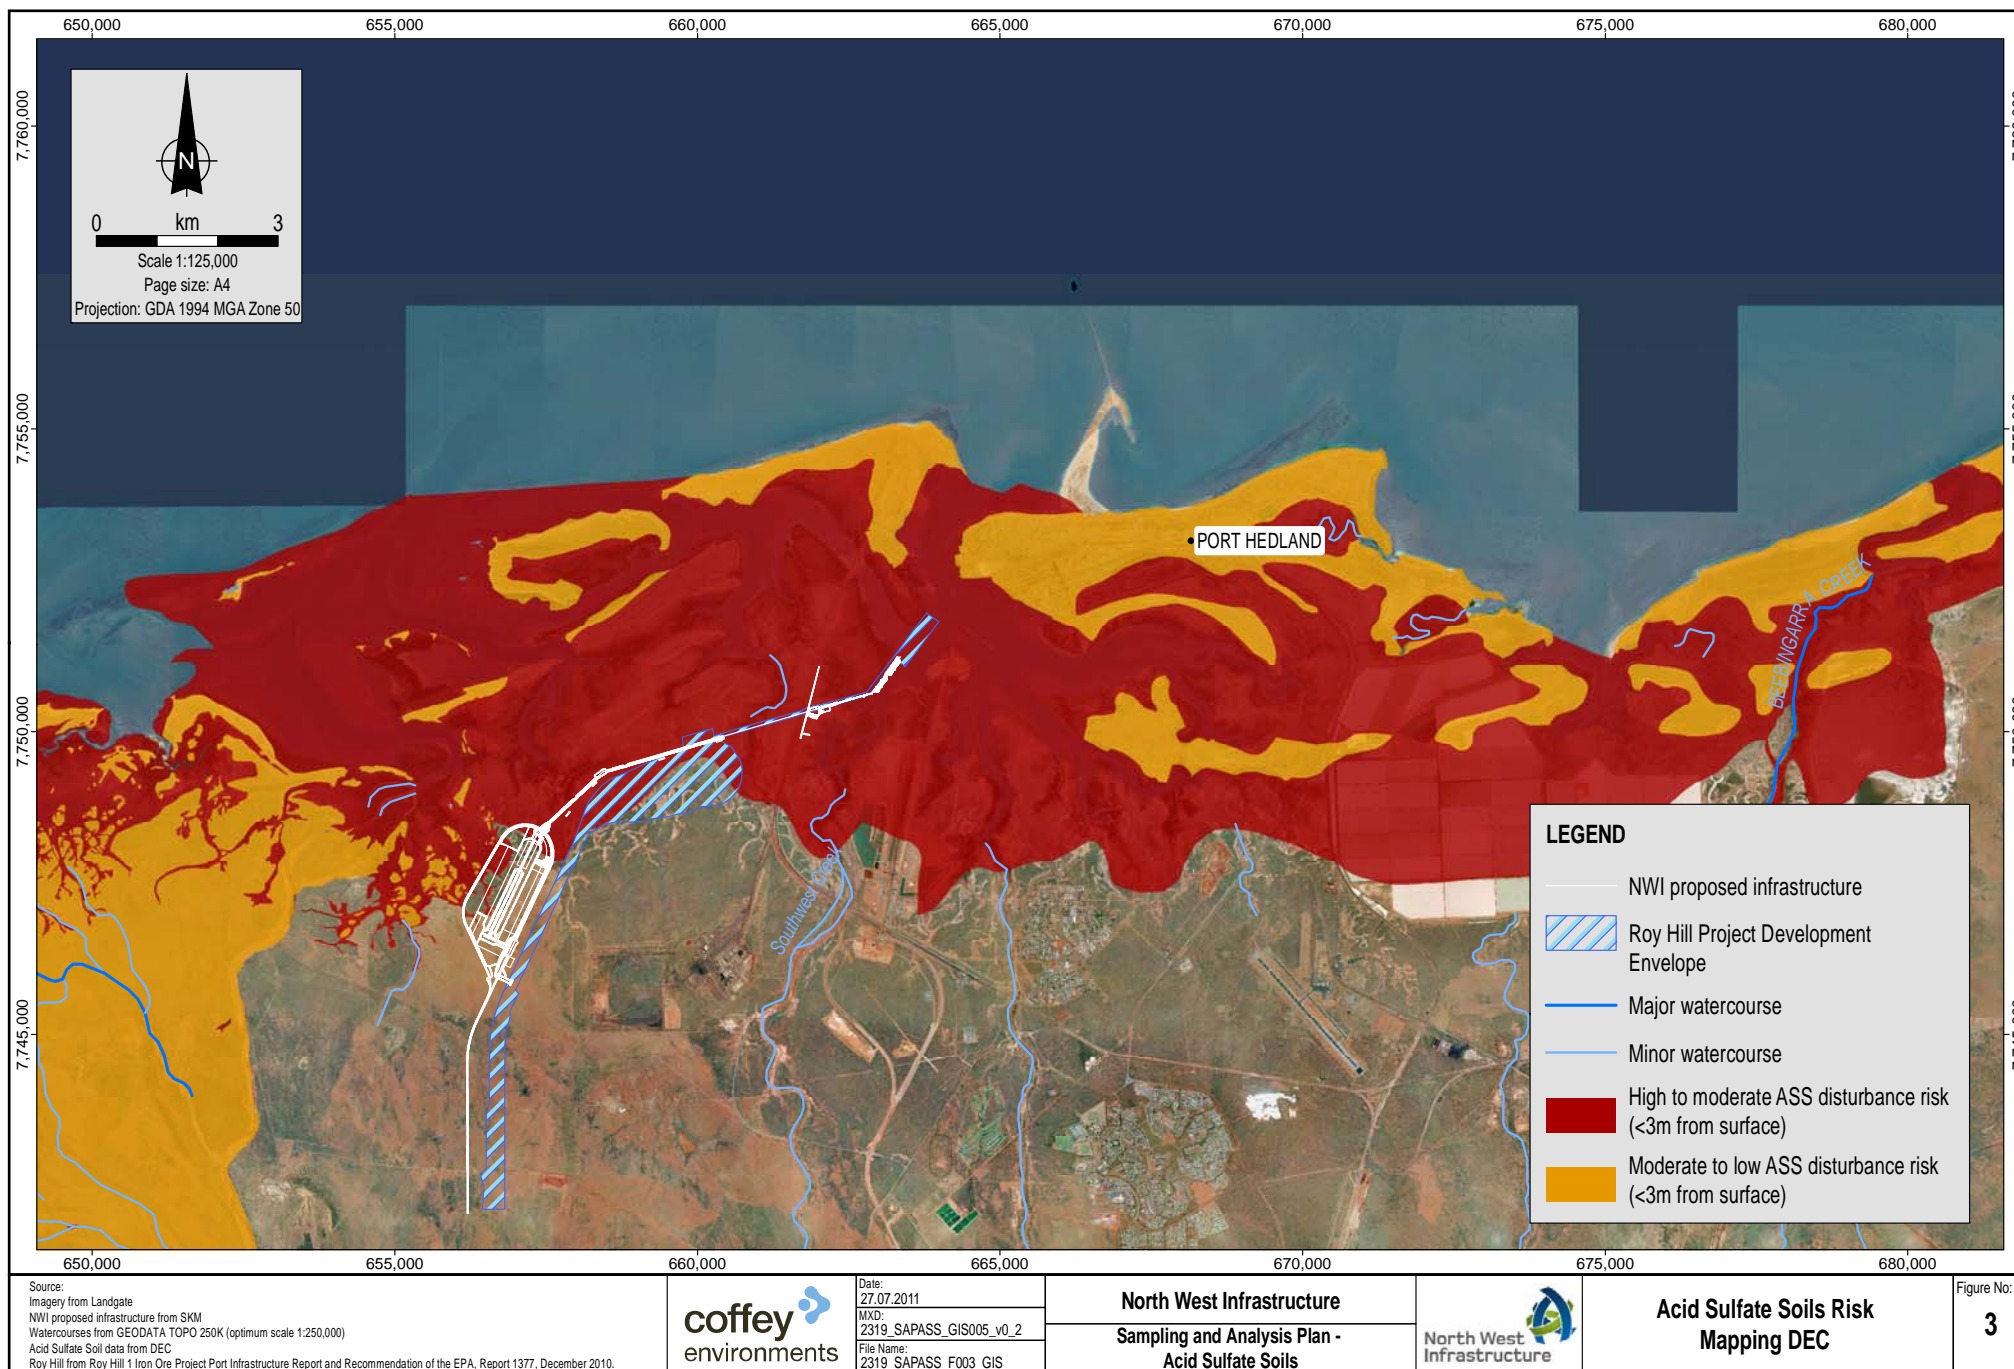 650,000 655,000 660,000 665,000 670,000 675,000 680,000
7,760,000
7,755,000
7,750,000
7,745,000
N
0 km 3
Scale 1:125,000
Page size: A4
Projection: GDA 1994 MGA Zone 50
PORT HEDLAND
BEEBINGARRA CREEK
Southwest Creek
LEGEND
NWI proposed infrastructure
Roy Hill Project Development
Envelope
Major watercourse
Minor watercourse
High to moderate ASS disturbance risk
(<3m from surface)
Moderate to low ASS disturbance risk
(<3m from surface)
650,000 655,000 660,000 665,000 670,000 675,000 680,000
Source:
Imagery from Landgate
NWI proposed infrastructure from SKM
Watercourses from GEODATA TOPO 250K (optimum scale 1:250,000)
Acid Sulfate Soil data from DEC
Roy Hill from Roy Hill 1 Iron Ore Project Port Infrastructure Report and Recommendation of the EPA, Report 1377, December 2010.
coffey
environments
Date:
27.07.2011
MXD:
2319_SAPASS_GIS005_v0_2
File Name:
2319_SAPASS_F003_GIS
North West Infrastructure
Sampling and Analysis Plan -
Acid Sulfate Soils
North West
Infrastructure
Acid Sulfate Soils Risk
Mapping DEC
Figure No:
3